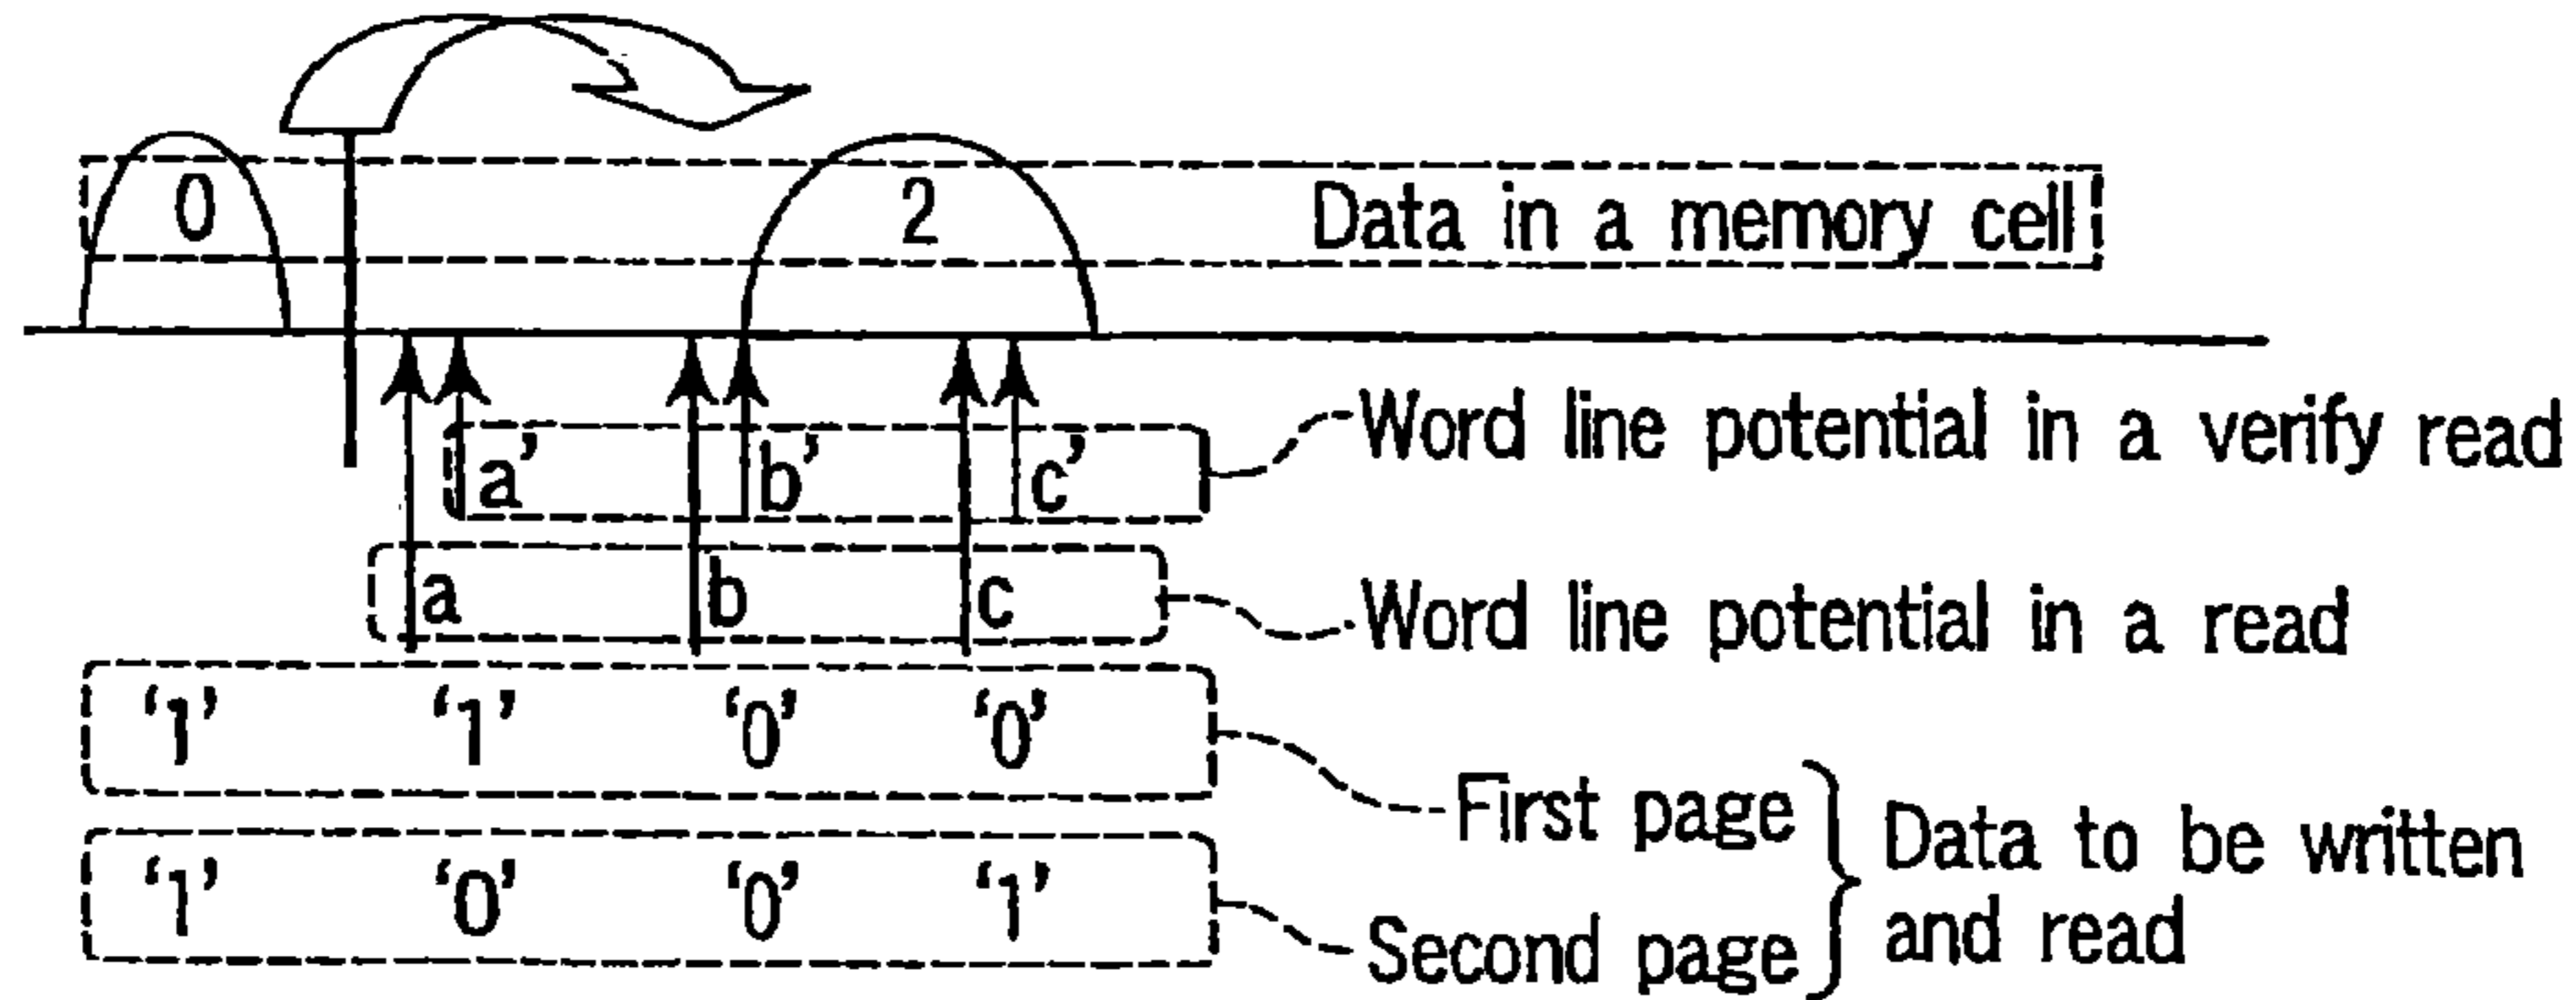 0 2 Data in a memory cell
a' b' c' Word line potential in a verify read
a b c Word line potential in a read
‘1’ ‘1’ ‘0’ ‘0’
First page
‘1’ ‘0’ ‘0’ ‘1’
Second page
Data to be written
and read